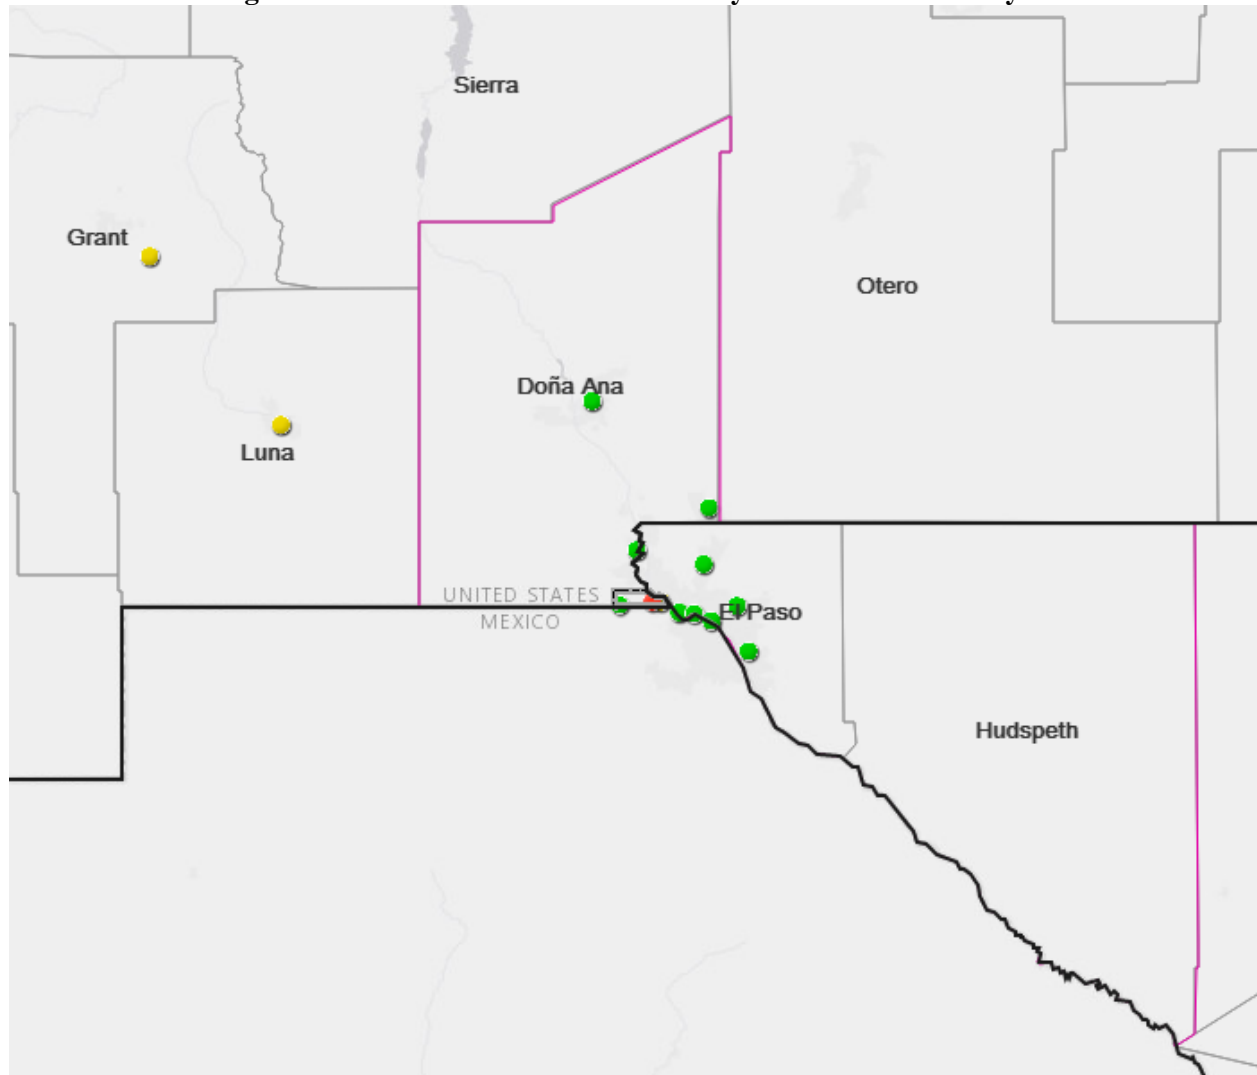 Sierra
Grant
Otero
Doña Ana
Luna
UNITED STATES
MEXICO
El Paso
Hudspeth